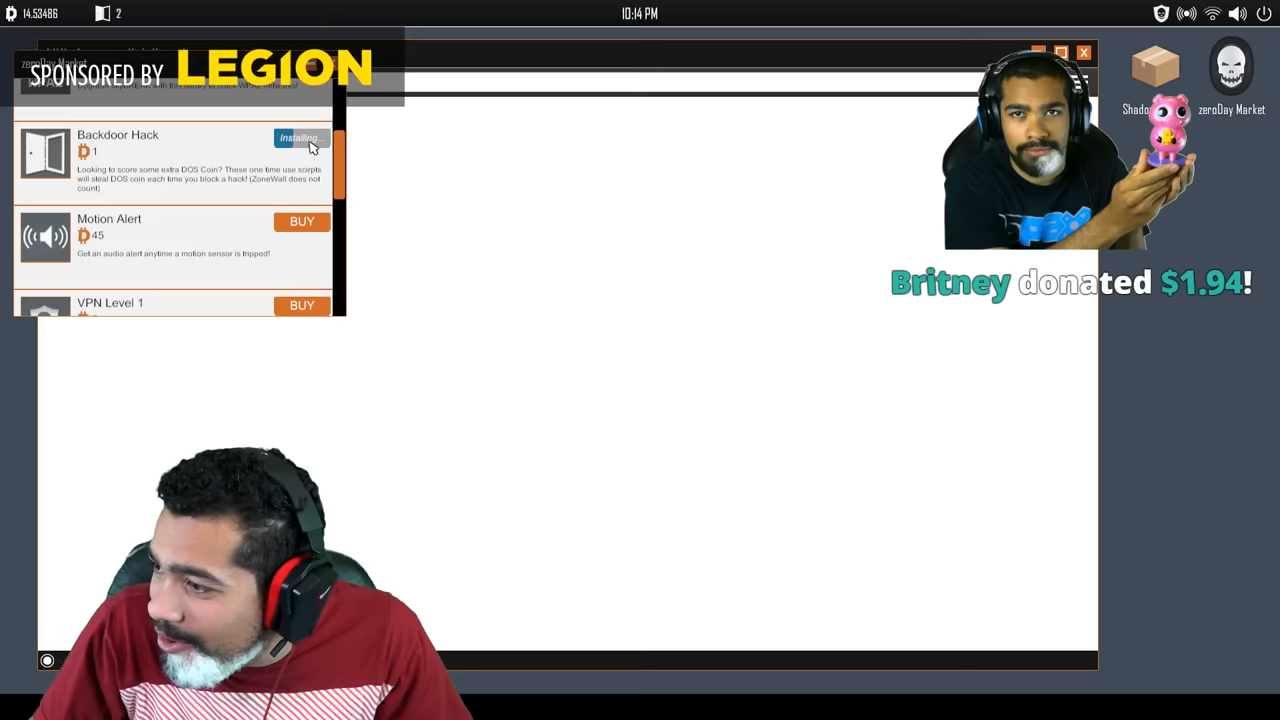 14.53486
2
10:14 PM
SPONSORED BY LEGION
Backdoor Hack
1
Installing...
Looking to score some extra DOS Coin? These one time use scirpts
will steal DOS coin each time you block a hack! (ZoneWall does not
count)
Motion Alert
BUY
45
Get an audio alert anytime a motion sensor is tripped!
VPN Level 1
BUY
zeroDay Market
Britney donated $1.94!